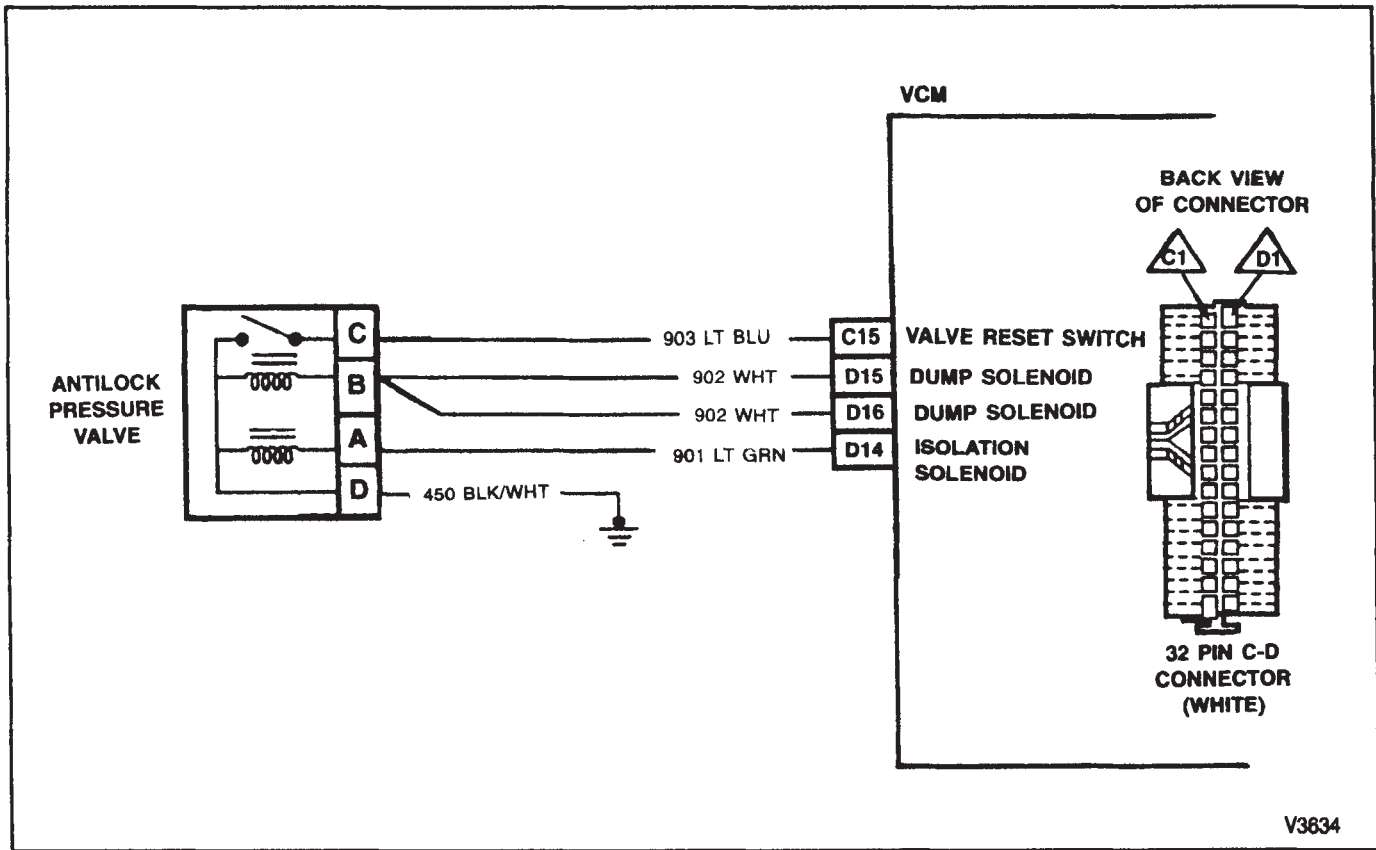 VCM
BACK VIEW
OF CONNECTOR
C1
D1
ANTILOCK
PRESSURE
VALVE
C
B
A
D
903 LT BLU
902 WHT
902 WHT
901 LT GRN
450 BLK/WHT
C15
D15
D16
D14
VALVE RESET SWITCH
DUMP SOLENOID
DUMP SOLENOID
ISOLATION
SOLENOID
32 PIN C-D
CONNECTOR
(WHITE)
V3634